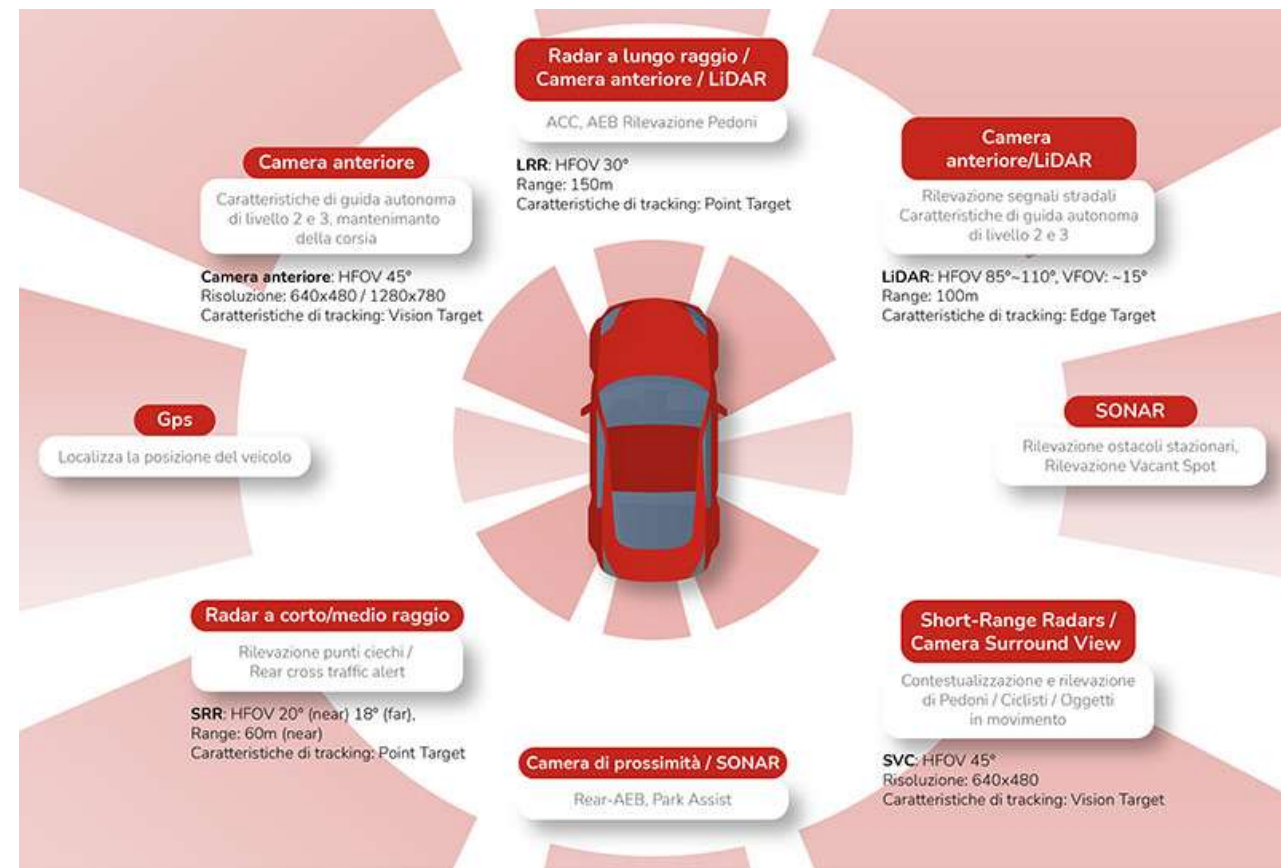 Radar a lungo raggio /
Camera anteriore / LiDAR
ACC, AEB Rilevazione Pedoni
LRR: HFOV 30°
Range: 150m
Caratteristiche di tracking: Point Target
Camera anteriore
Caratteristiche di guida autonoma
di livello 2 e 3, mantenimanto
della corsia
Camera anteriore: HFOV 45°
Risoluzione: 640x480 / 1280x780
Caratteristiche di tracking: Vision Target
Camera
anteriore/LiDAR
Rilevazione segnali stradali
Caratteristiche di guida autonoma
di livello 2 e 3
LiDAR: HFOV 85°~110°, VFOV: ~15°
Range: 100m
Caratteristiche di tracking: Edge Target
Gps
Localizza la posizione del veicolo
SONAR
Rilevazione ostacoli stazionari,
Rilevazione Vacant Spot
Radar a corto/medio raggio
Rilevazione punti ciechi /
Rear cross traffic alert
SRR: HFOV 20° (near) 18° (far),
Range: 60m (near)
Caratteristiche di tracking: Point Target
Short-Range Radars /
Camera Surround View
Contestualizzazione e rilevazione
di Pedoni / Ciclisti / Oggetti
in movimento
SVC: HFOV 45°
Risoluzione: 640x480
Caratteristiche di tracking: Vision Target
Camera di prossimità / SONAR
Rear-AEB, Park Assist